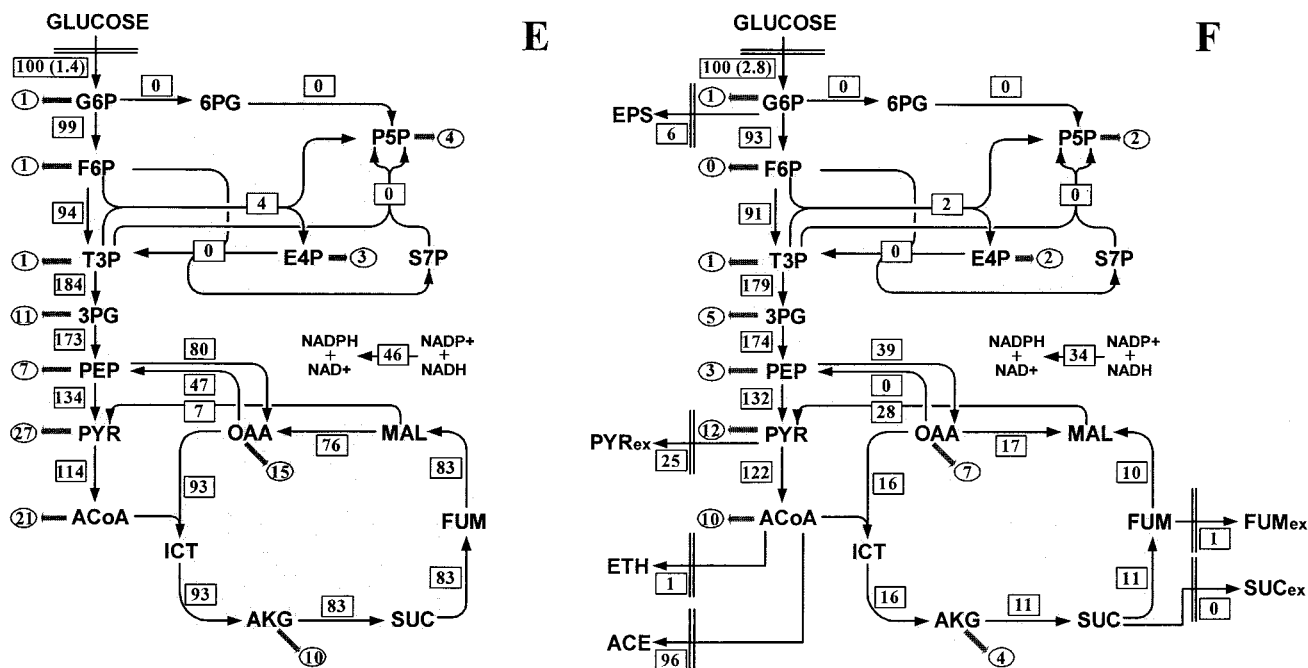 E
GLUCOSE
100 (1.4)
0
0
1
G6P
6PG
99
P5P
4
1
F6P
94
4
0
1
T3P
0
E4P
3
S7P
184
11
3PG
173
80
NADPH
+
NAD+
46
NADP+
+
NADH
7
PEP
47
134
7
27
PYR
OAA
MAL
76
114
15
83
93
21
ACoA
FUM
ICT
93
83
83
AKG
SUC
10
F
GLUCOSE
100 (2.8)
0
0
1
G6P
6PG
EPS
6
93
P5P
2
0
F6P
91
2
0
1
T3P
0
E4P
2
S7P
179
5
3PG
174
39
NADPH
+
NAD+
34
NADP+
+
NADH
3
PEP
0
132
28
12
PYR
OAA
MAL
PYRex
25
17
122
7
10
16
10
ACoA
FUM
FUMex
1
ICT
ETH
1
11
16
11
SUCex
0
AKG
SUC
ACE
96
4